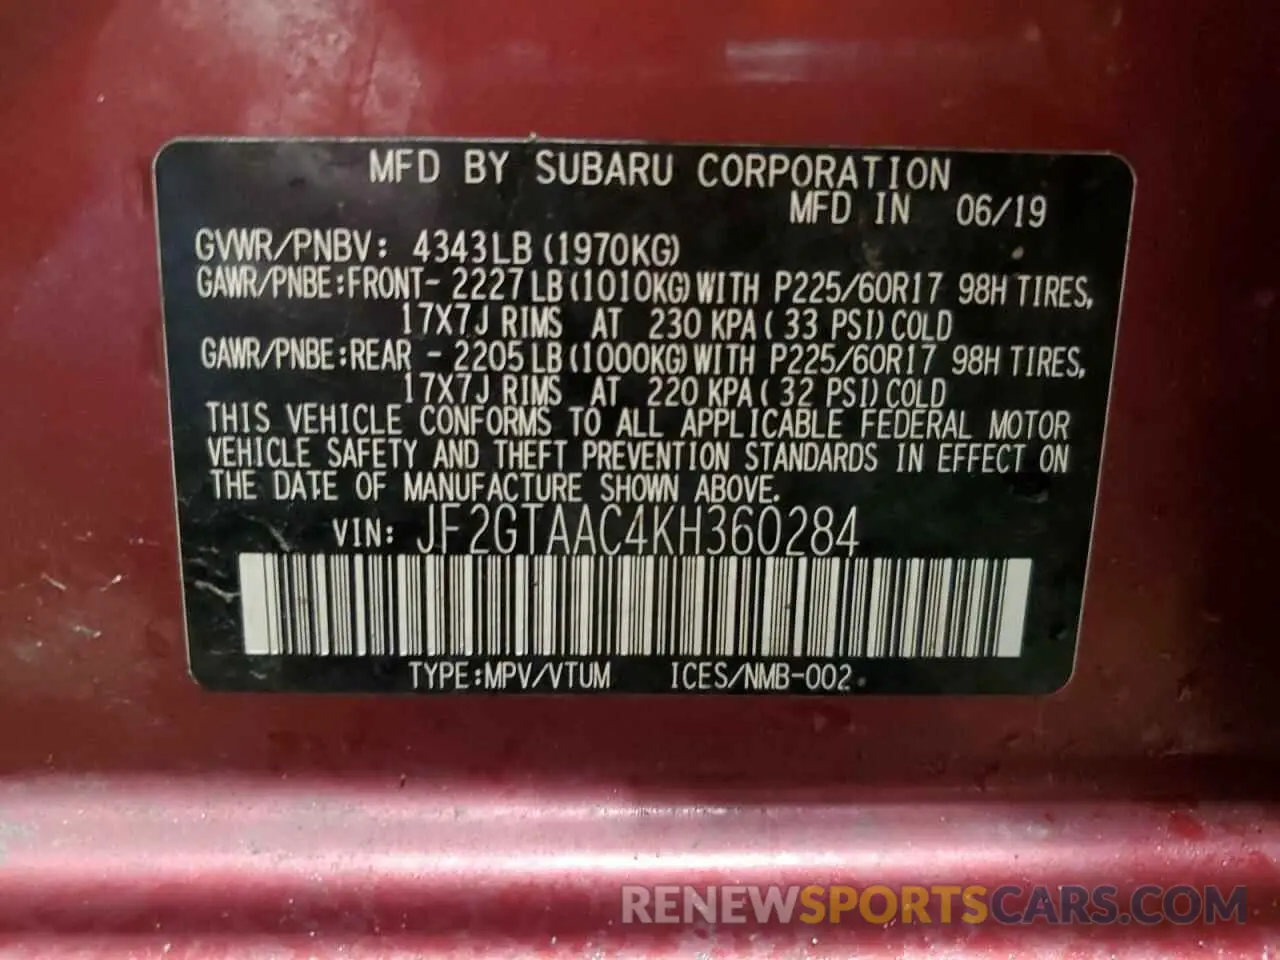 MFD BY SUBARU CORPORATION
MFD IN 06/19
GVWR/PNBV: 4343LB (1970KG)
GAWR/PNBE:FRONT- 2227 LB (1010KG) WITH P225/60R17 98H TIRES,
17X7J RIMS AT 230 KPA ( 33 PSI) COLD
GAWR/PNBE:REAR - 2205 LB (1000KG) WITH P225/60R17 98H TIRES,
17X7J RIMS AT 220 KPA ( 32 PSI) COLD
THIS VEHICLE CONFORMS TO ALL APPLICABLE FEDERAL MOTOR
VEHICLE SAFETY AND THEFT PREVENTION STANDARDS IN EFFECT ON
THE DATE OF MANUFACTURE SHOWN ABOVE.
VIN: JF2GTAAC4KH360284
TYPE:MPV/VTUM ICES/NMB-002
RENEWSPORTSCARS.COM